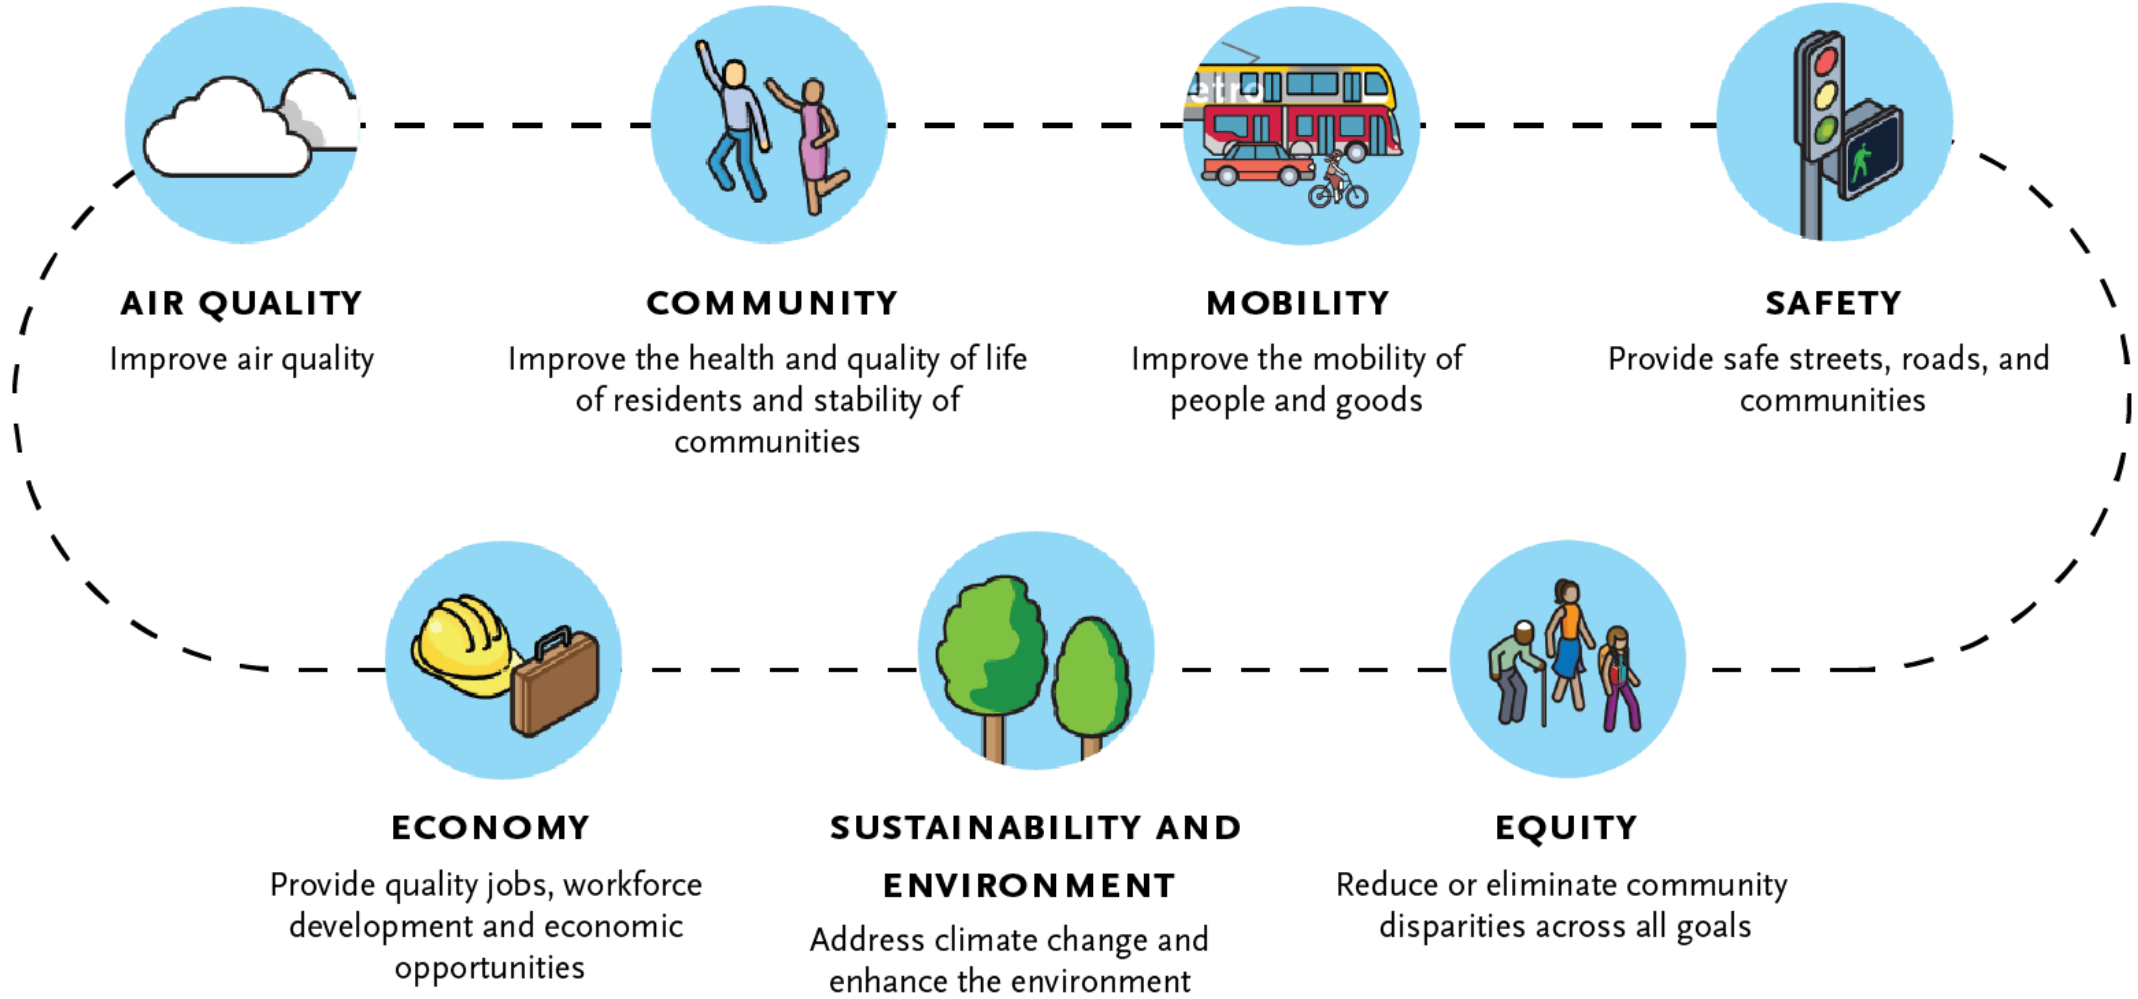 etro
AIR QUALITY
Improve air quality
COMMUNITY
Improve the health and quality of life
of residents and stability of
communities
MOBILITY
Improve the mobility of
people and goods
SAFETY
Provide safe streets, roads, and
communities
ECONOMY
Provide quality jobs, workforce
development and economic
opportunities
SUSTAINABILITY AND
ENVIRONMENT
Address climate change and
enhance the environment
EQUITY
Reduce or eliminate community
disparities across all goals